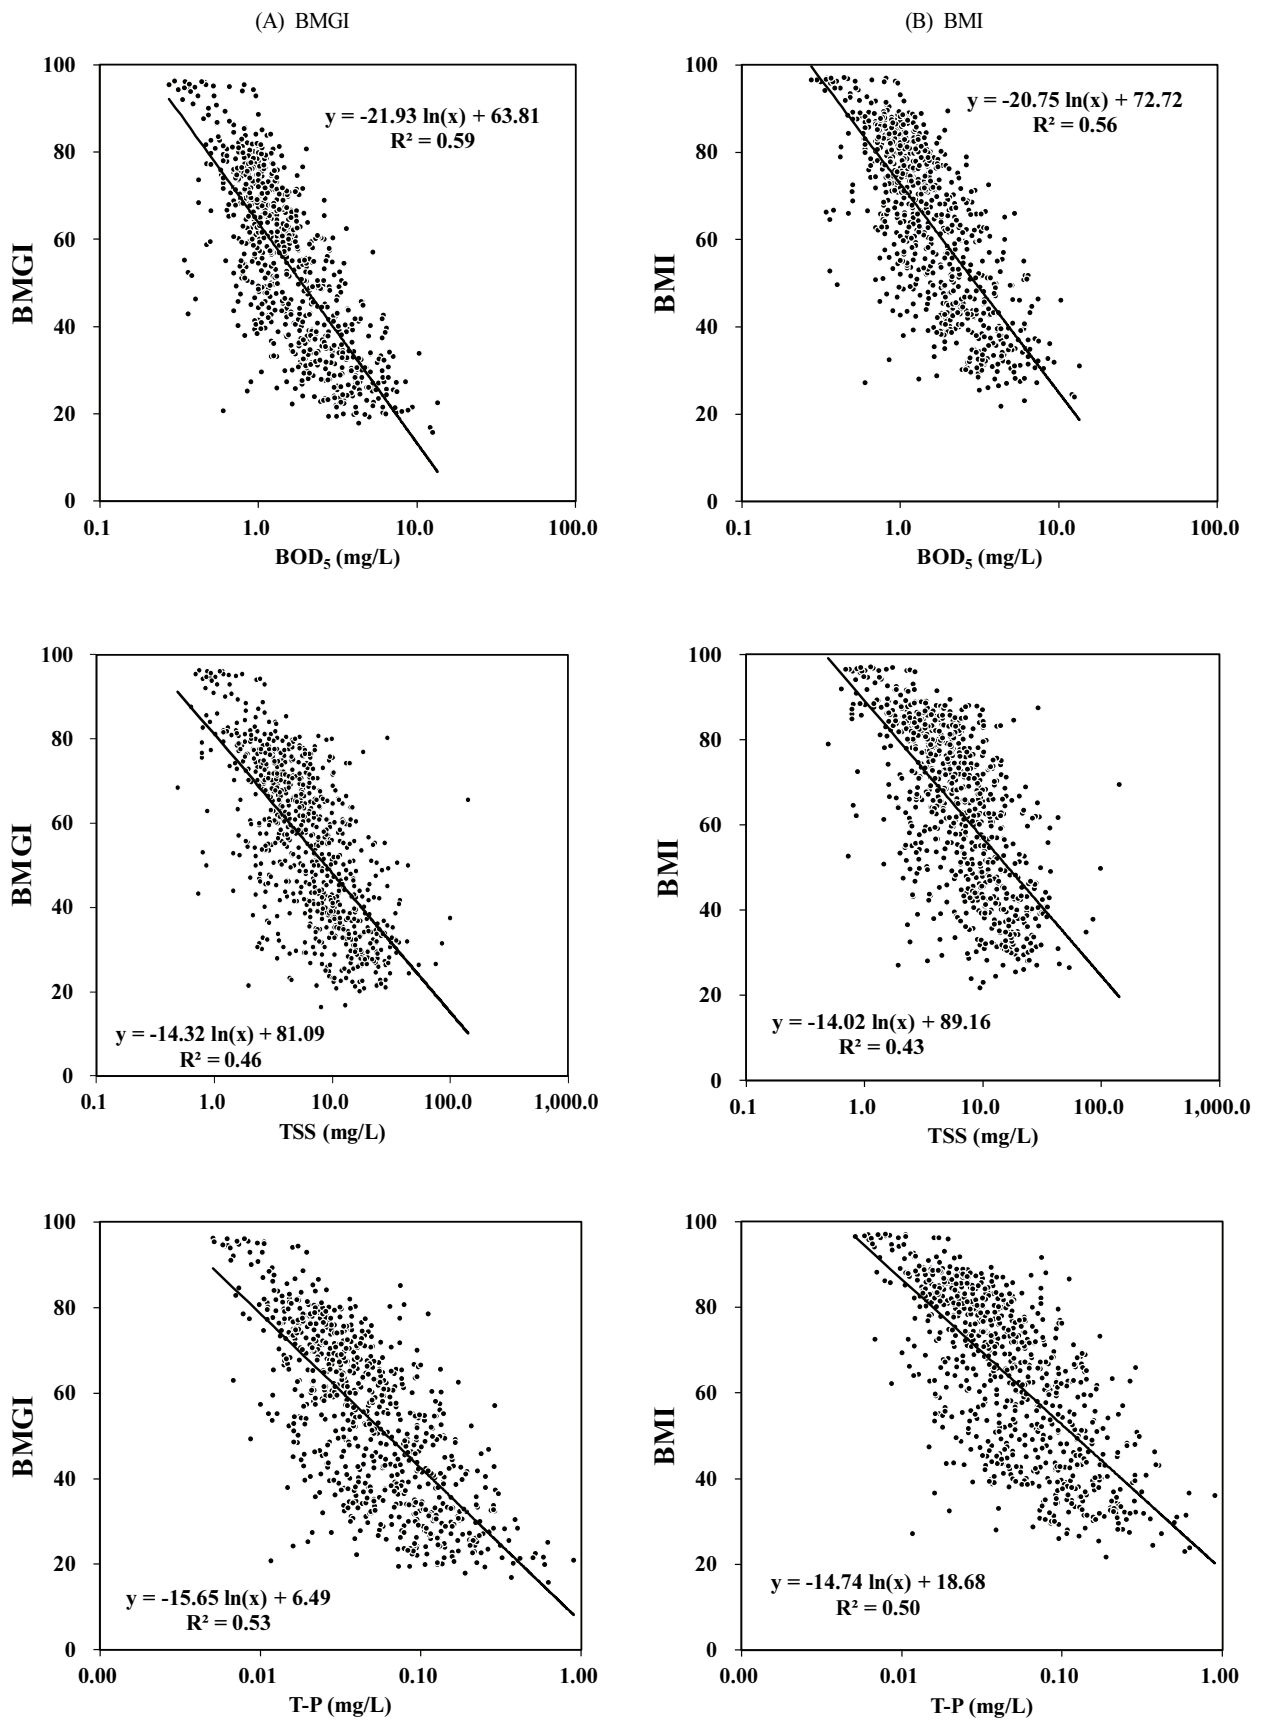 (A) BMGI
(B) BMI
100
80
60
40
20
0
BMGI
y = -21.93 ln(x) + 63.81
R² = 0.59
0.1 1.0 10.0 100.0
BOD₅ (mg/L)
100
80
60
40
20
0
BMI
y = -20.75 ln(x) + 72.72
R² = 0.56
0.1 1.0 10.0 100.0
BOD₅ (mg/L)
100
80
60
40
20
0
BMGI
y = -14.32 ln(x) + 81.09
R² = 0.46
0.1 1.0 10.0 100.0 1,000.0
TSS (mg/L)
100
80
60
40
20
0
BMI
y = -14.02 ln(x) + 89.16
R² = 0.43
0.1 1.0 10.0 100.0 1,000.0
TSS (mg/L)
100
80
60
40
20
0
BMGI
y = -15.65 ln(x) + 6.49
R² = 0.53
0.00 0.01 0.10 1.00
T-P (mg/L)
100
80
60
40
20
0
BMI
y = -14.74 ln(x) + 18.68
R² = 0.50
0.00 0.01 0.10 1.00
T-P (mg/L)